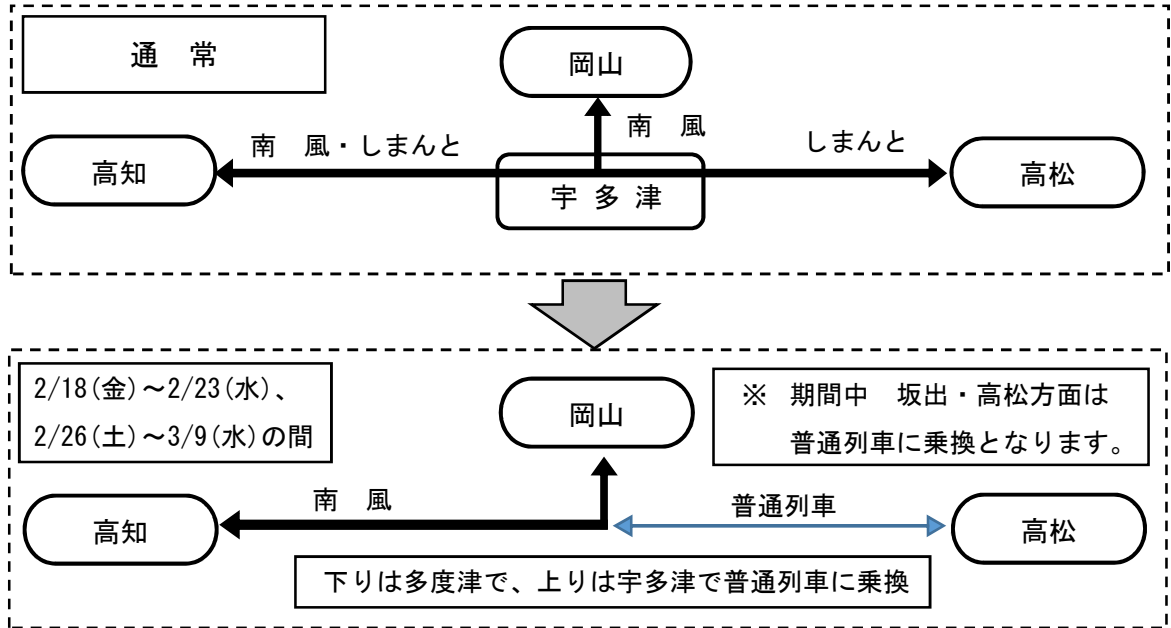 通　常
岡山
南　風
南　風・しまんと
しまんと
高知
高松
宇 多 津
2/18(金)～2/23(水)、
2/26(土)～3/9(水)の間
岡山
※　期間中　坂出・高松方面は
普通列車に乗換となります。
南　風
普通列車
高知
高松
下りは多度津で、上りは宇多津で普通列車に乗換